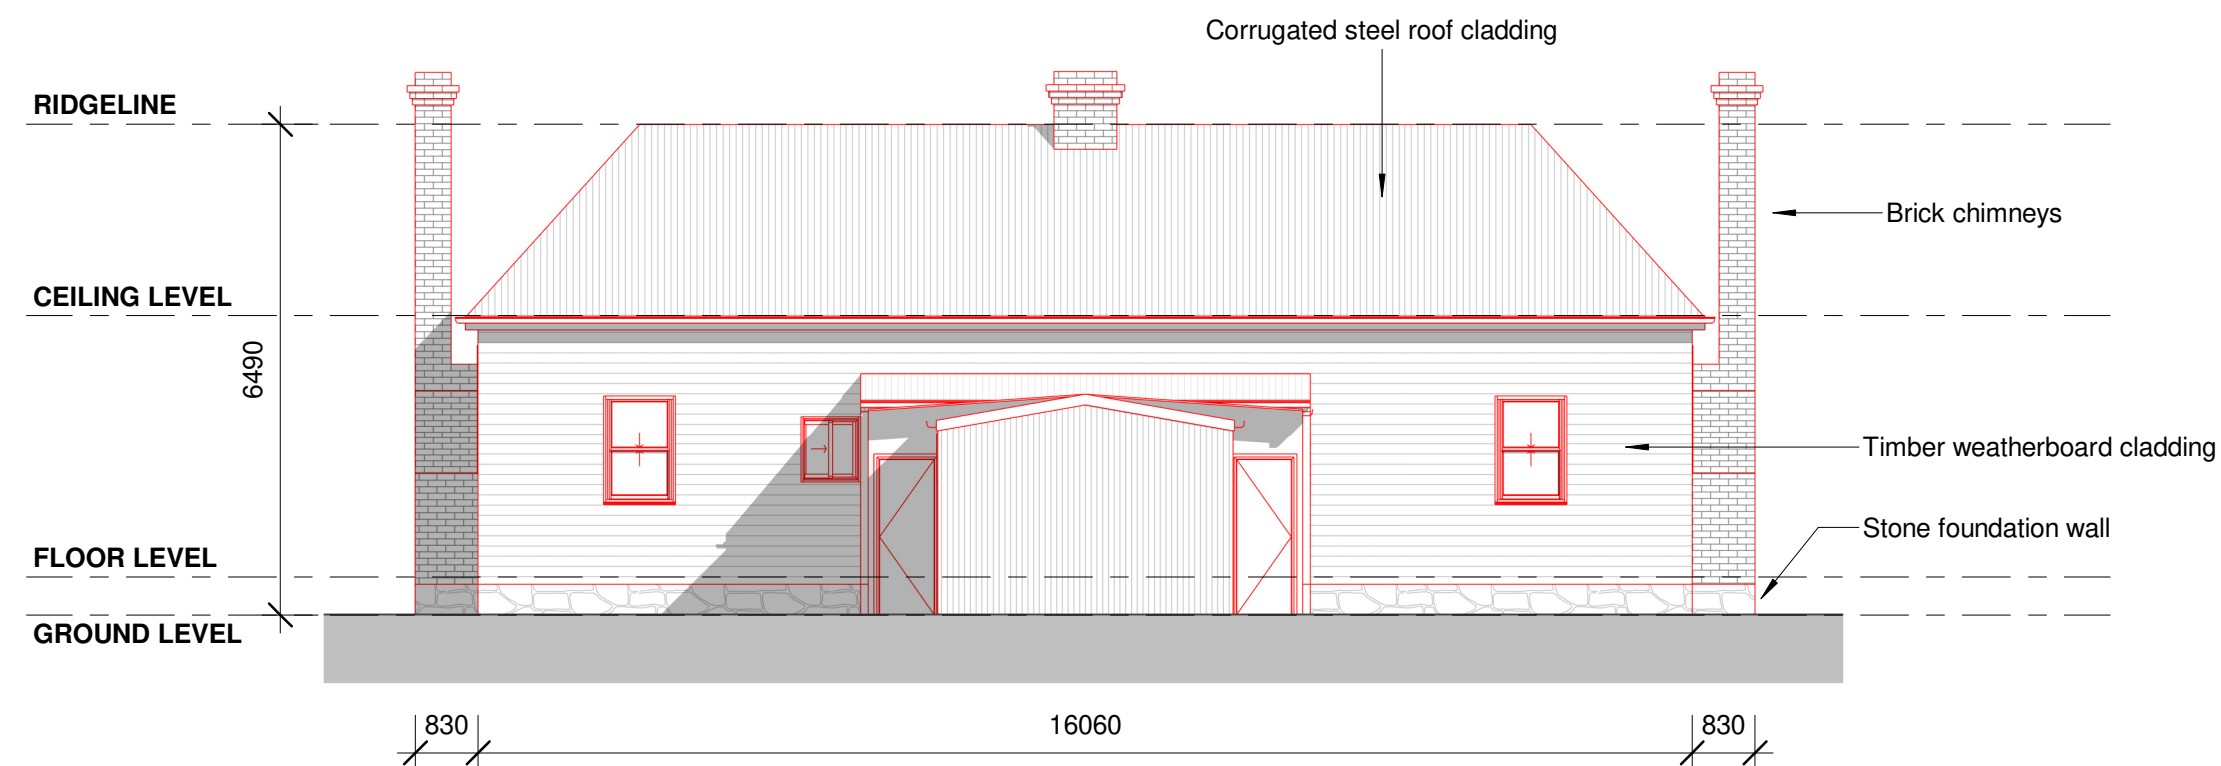 Corrugated steel roof cladding
RIDGELINE
Brick chimneys
CEILING LEVEL
6490
Timber weatherboard cladding
Stone foundation wall
FLOOR LEVEL
GROUND LEVEL
830
16060
830